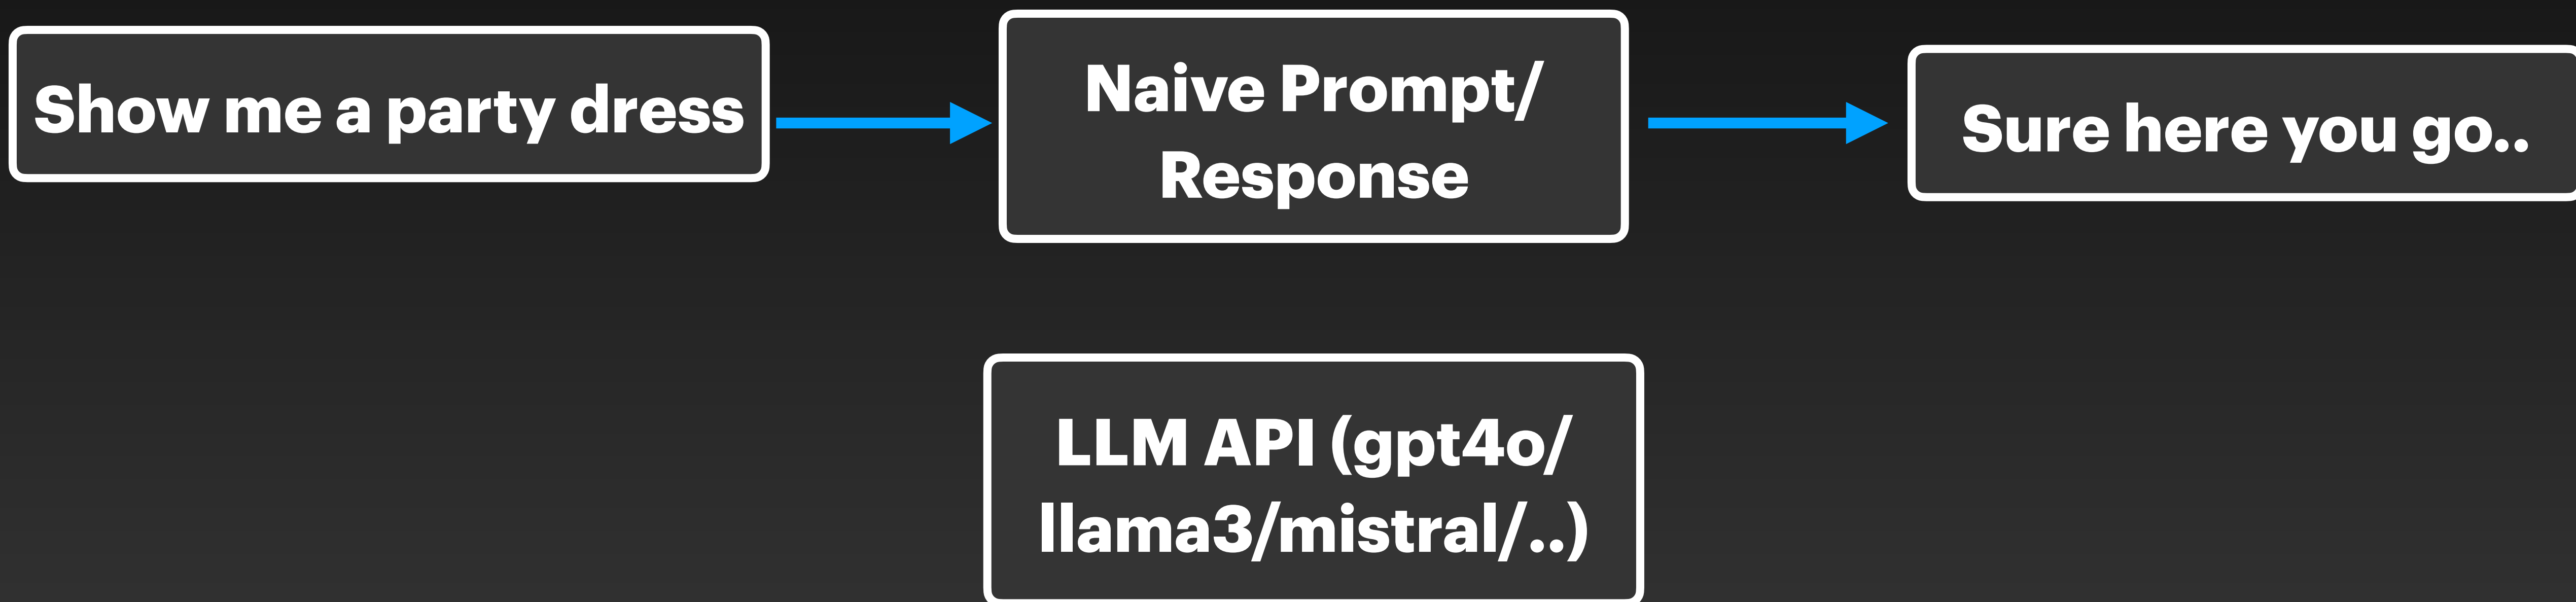 Show me a party dress
Naive Prompt/
Response
Sure here you go..
LLM API (gpt4o/
llama3/mistral/..)